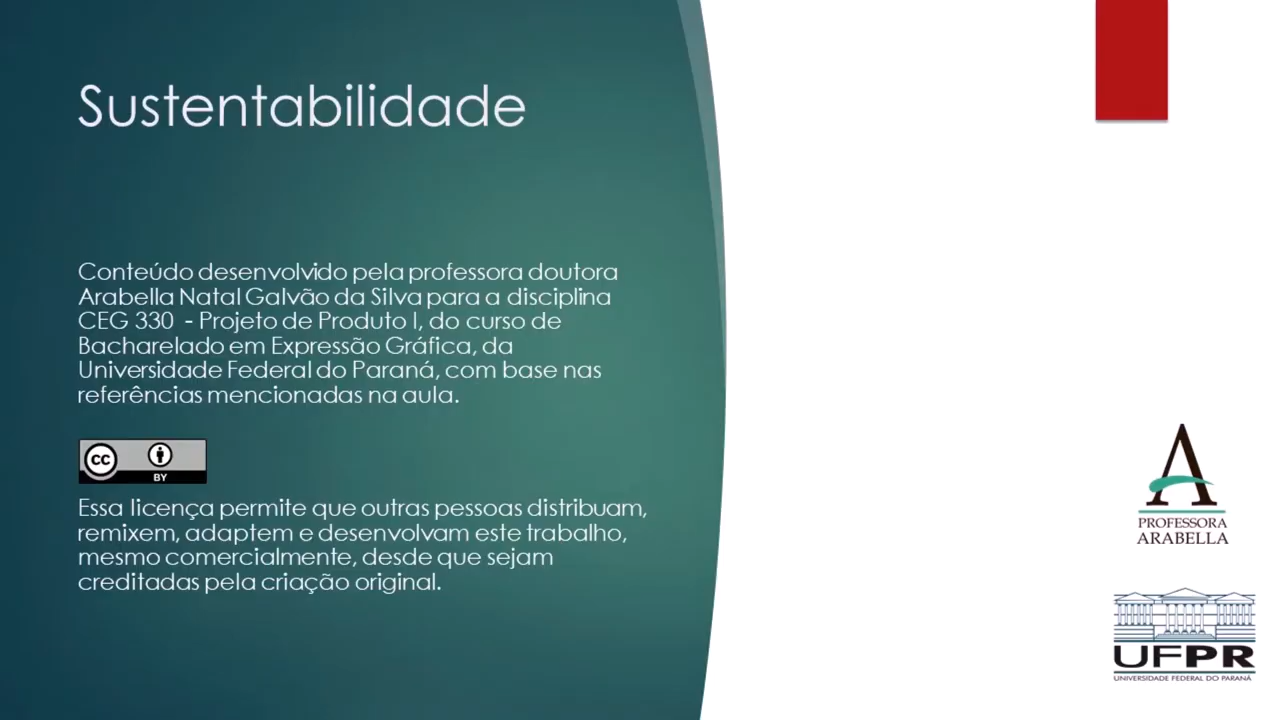 Sustentabilidade
Conteúdo desenvolvido pela professora doutora
Arabella Natal Galvão da Silva para a disciplina
CEG 330 - Projeto de Produto I, do curso de
Bacharelado em Expressão Gráfica, da
Universidade Federal do Paraná, com base nas
referências mencionadas na aula.
cc
BY
Essa licença permite que outras pessoas distribuam,
remixem, adaptem e desenvolvam este trabalho,
mesmo comercialmente, desde que sejam
creditadas pela criação original.
A
PROFESSORA
ARABELLA
UFPR
UNIVERSIDADE FEDERAL DO PARANÁ